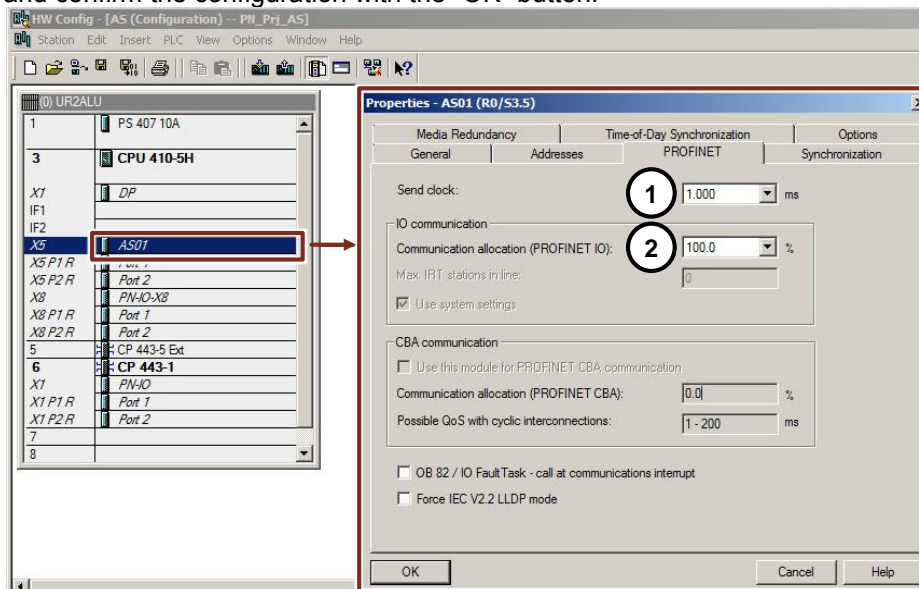 and confirm the configuration with the "OK" button.
HW Config - [AS (Configuration) -- PN_Prj_AS]
Station Edit Insert PLC View Options Window Help
(0) UR2ALU
1 PS 407 10A
3 CPU 410-5H
X1 DP
IF1
IF2
X5 AS01
X5 P1 R
X5 P2 R Port 2
X8 PN-IO-X8
X8 P1 R Port 1
X8 P2 R Port 2
5 CP 443-5 Ext
6 CP 443-1
X1 PN-IO
X1 P1 R Port 1
X1 P2 R Port 2
7
8
Properties - AS01 (R0/S3.5)
Media Redundancy Time-of-Day Synchronization Options
General Addresses PROFINET Synchronization
Send clock: 1 1.000 ms
IO communication
Communication allocation (PROFINET IO): 2 100.0 %
Max. IRT stations in line: 0
Use system settings
CBA communication
Use this module for PROFINET CBA communication
Communication allocation (PROFINET CBA): 0.0 %
Possible QoS with cyclic interconnections: 1 - 200 ms
OB 82 / IO FaultTask - call at communications interrupt
Force IEC V2.2 LLDP mode
OK Cancel Help